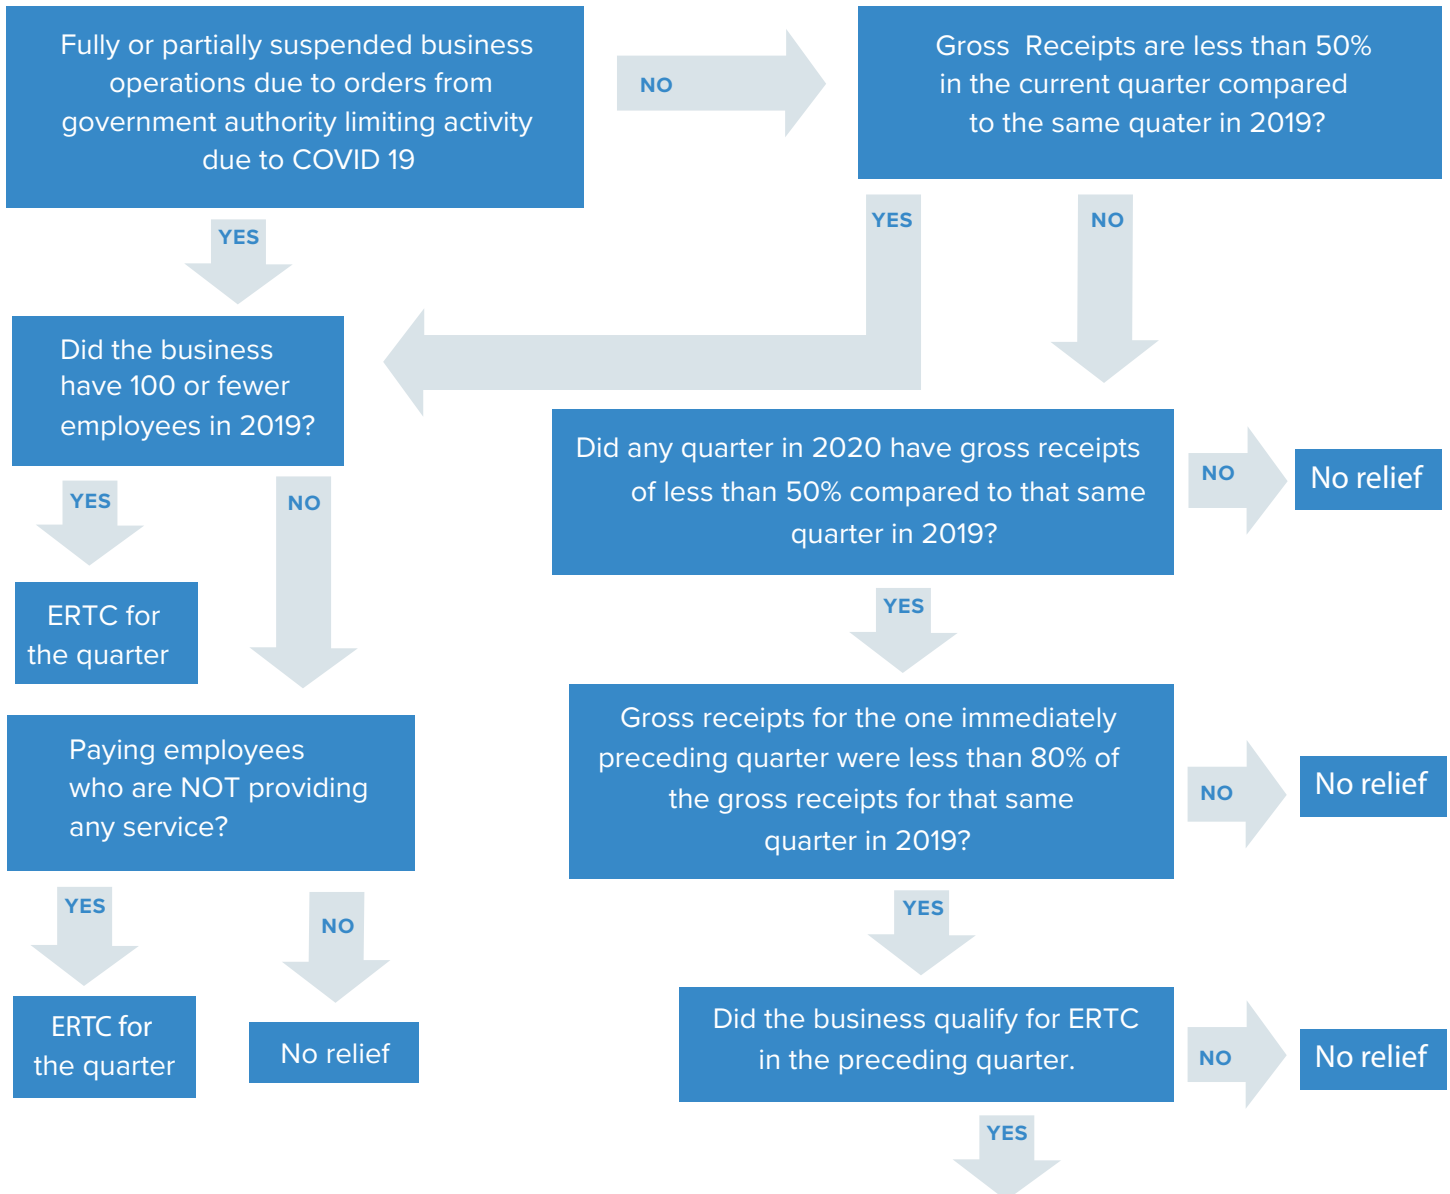 Fully or partially suspended business
operations due to orders from
government authority limiting activity
due to COVID 19
NO
Gross Receipts are less than 50%
in the current quarter compared
to the same quater in 2019?
YES
YES
NO
Did the business
have 100 or fewer
employees in 2019?
Did any quarter in 2020 have gross receipts
of less than 50% compared to that same
quarter in 2019?
NO
No relief
YES
NO
ERTC for
the quarter
YES
Gross receipts for the one immediately
preceding quarter were less than 80% of
the gross receipts for that same
quarter in 2019?
NO
No relief
Paying employees
who are NOT providing
any service?
YES
NO
YES
ERTC for
the quarter
No relief
Did the business qualify for ERTC
in the preceding quarter.
NO
No relief
YES